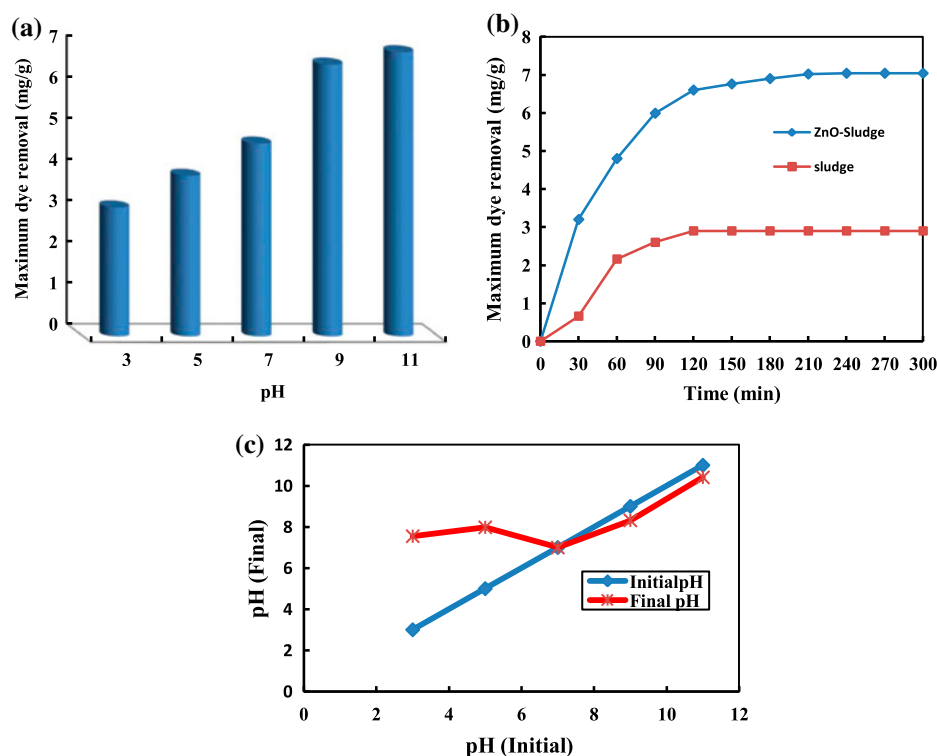 (a)
Maximum dye removal (mg/g)
7
6
5
4
3
2
1
0
3 5 7 9 11
pH
(b)
Maximum dye removal (mg/g)
8
7
6
5
4
3
2
1
0
ZnO-Sludge
sludge
0 30 60 90 120 150 180 210 240 270 300
Time (min)
(c)
pH (Final)
12
10
8
6
4
2
0
InitialpH
Final pH
0 2 4 6 8 10 12
pH (Initial)